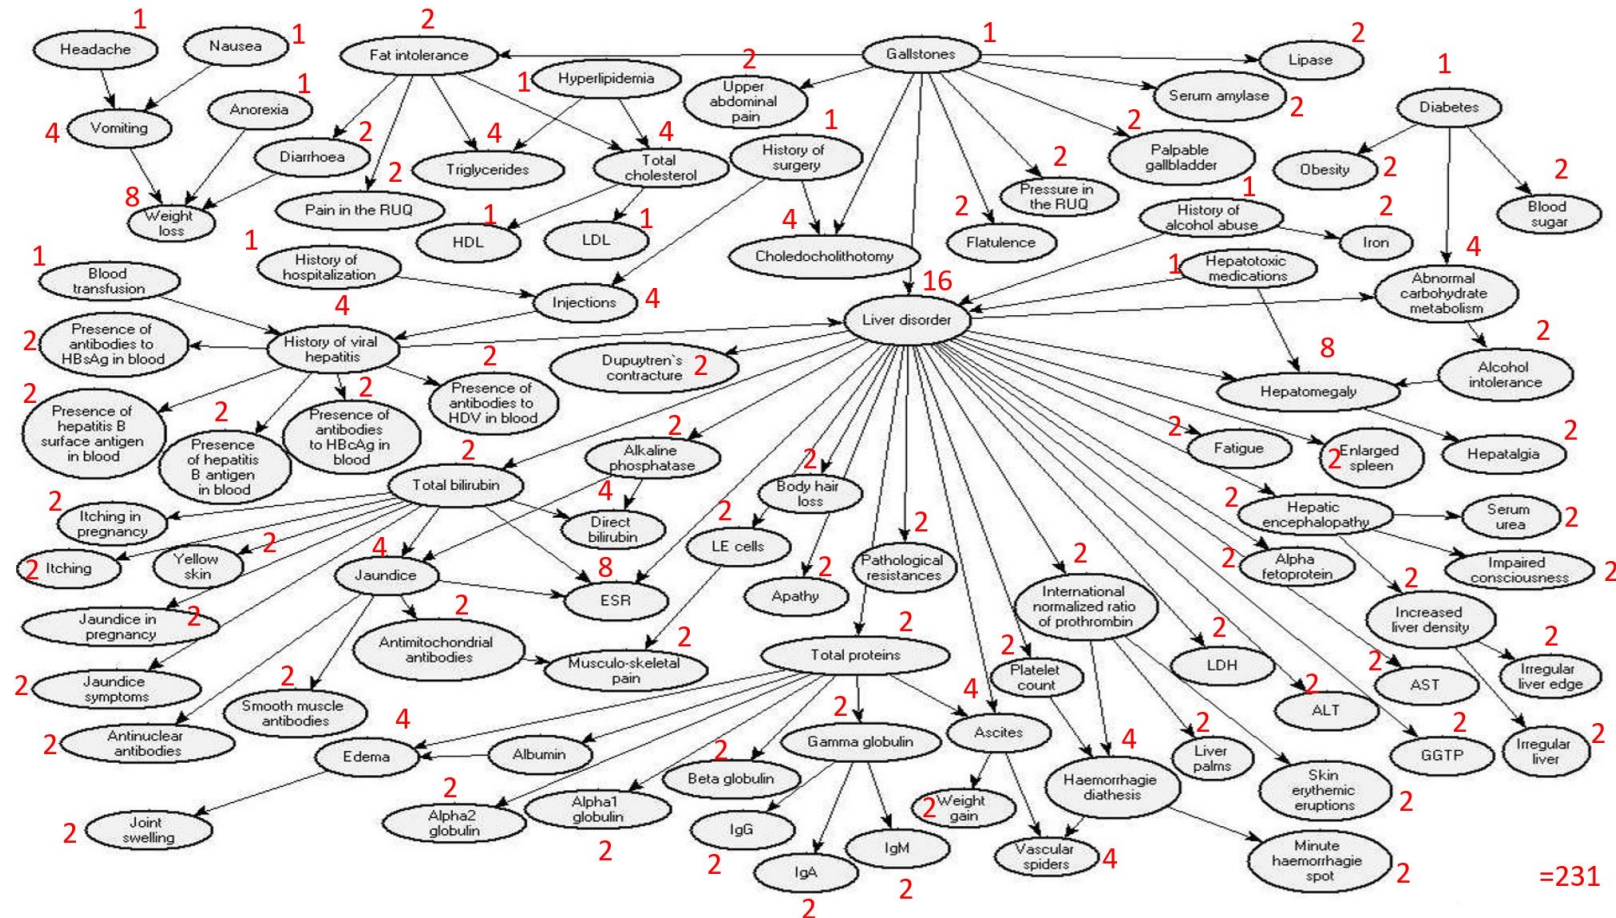 1
Headache
Nausea
1
2
Fat intolerance
Gallstones
1
Lipase
2
1
Hyperlipidemia
2
Upper
abdominal
pain
Serum amylase
2
1
Diabetes
Anorexia
1
4
Vomiting
Diarrhoea
2
4
Triglycerides
4
Total
cholesterol
1
History of
surgery
2
Palpable
gallbladder
Obesity
2
2
Blood
sugar
8
Weight
loss
2
Pain in the RUQ
1
HDL
1
LDL
4
Choledocholithotomy
2
Flatulence
2
Pressure in
the RUQ
1
History of
alcohol abuse
2
Iron
1
Hepatotoxic
medications
4
Abnormal
carbohydrate
metabolism
1
Blood
transfusion
1
History of
hospitalization
Injections
4
16
Liver disorder
4
History of viral
hepatitis
2
Presence of
antibodies to
HBsAg in blood
2
Presence of
hepatitis B
surface antigen
in blood
2
Presence
of hepatitis
B antigen
in blood
2
Presence of
antibodies
to HBcAg in
blood
2
Presence of
antibodies to
HDV in blood
Dupuytren`s
contracture
2
8
Hepatomegaly
2
Alcohol
intolerance
2
Fatigue
Enlarged
spleen
2
Hepatalgia
2
2
Alkaline
phosphatase
2
Total bilirubin
2
Body hair
loss
2
Hepatic
encephalopathy
Serum
urea
2
2
Itching in
pregnancy
2
Itching
Yellow
skin
2
4
Jaundice
4
Direct
bilirubin
8
ESR
2
LE cells
Apathy
2
2
Pathological
resistances
2
International
normalized ratio
of prothrombin
2
Alpha
fetoprotein
Impaired
consciousness
2
Jaundice in
pregnancy
2
2
Antimitochondrial
antibodies
2
Musculo-skeletal
pain
2
Total proteins
2
Platelet
count
2
LDH
2
Increased
liver density
2
Irregular
liver edge
2
Jaundice
symptoms
2
Smooth muscle
antibodies
2
Antinuclear
antibodies
4
Edema
Albumin
2
Beta globulin
2
Gamma globulin
4
Ascites
4
Haemorrhagie
diathesis
2
Liver
palms
2
ALT
2
AST
2
GGTP
Irregular
liver
2
2
Joint
swelling
2
Alpha2
globulin
Alpha1
globulin
2
IgG
2
IgA
2
IgM
2
2
Weight
gain
Vascular
spiders
4
Skin
erythemic
eruptions
2
Minute
haemorrhagie
spot
2
=231